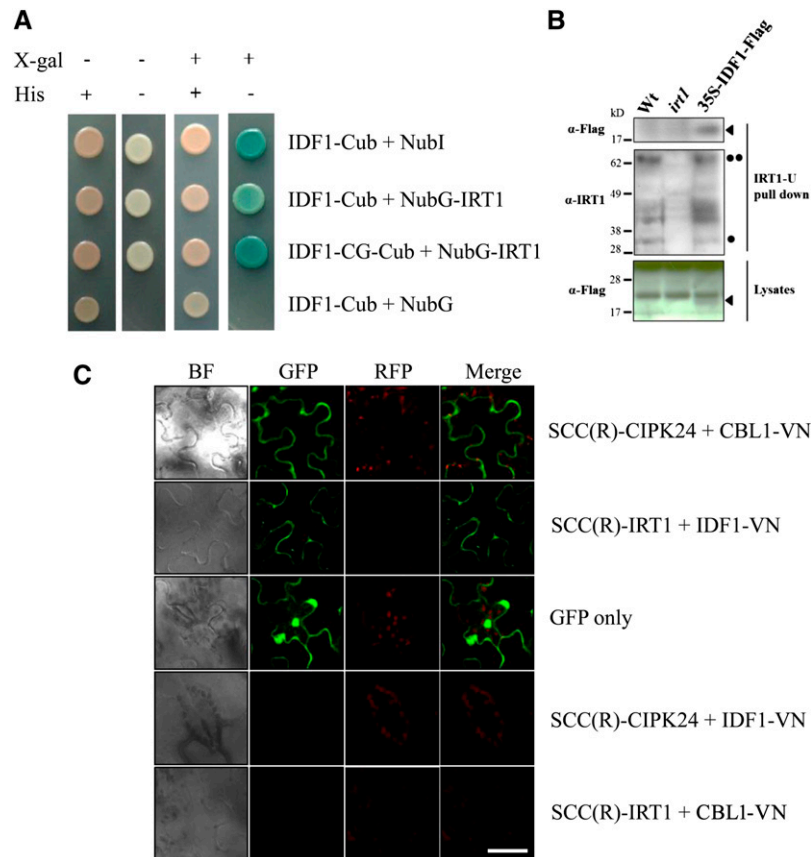 A
X-gal - - + +
His + - + -
IDF1-Cub + NubI
IDF1-Cub + NubG-IRT1
IDF1-CG-Cub + NubG-IRT1
IDF1-Cub + NubG
B
Wt irt1 35S-IDF1-Flag
kD
α-Flag
17
62
49
α-IRT1
38
28
IRT1-U
pull down
28
α-Flag
17
Lysates
C
BF GFP RFP Merge
SCC(R)-CIPK24 + CBL1-VN
SCC(R)-IRT1 + IDF1-VN
GFP only
SCC(R)-CIPK24 + IDF1-VN
SCC(R)-IRT1 + CBL1-VN